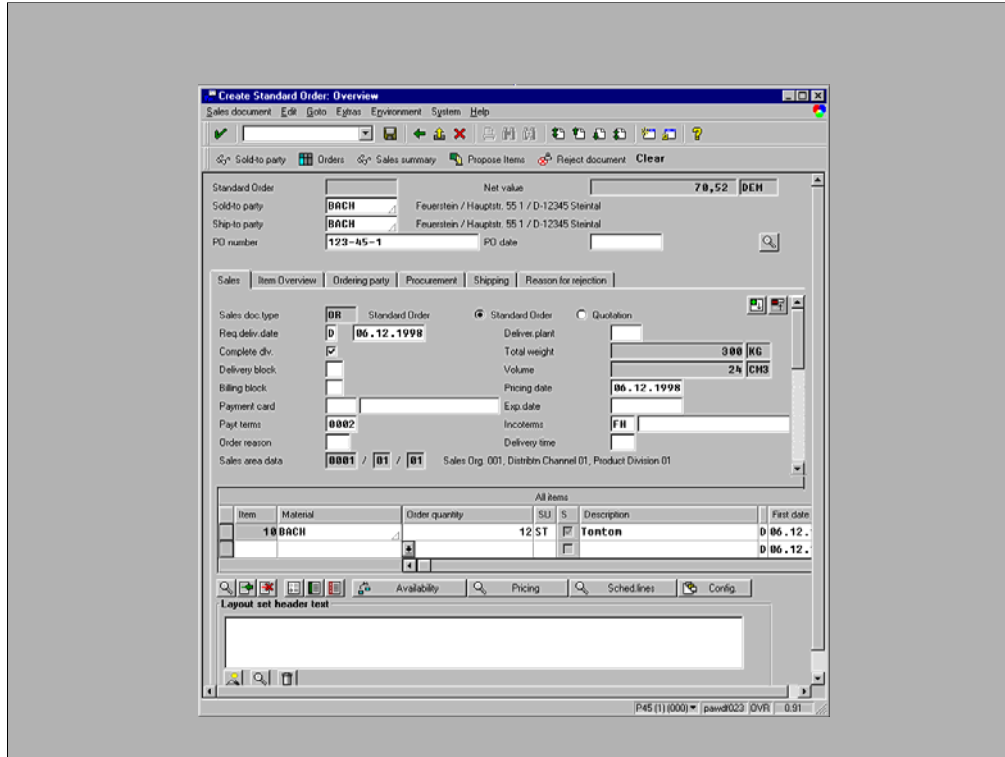 Create Standard Order: Overview
Sales document Edit Goto Extras Environment System Help
Sold-to party Orders Sales summary Propose Items Reject document Clear
Standard Order Net value 70,52 DEM
Sold-to party BACH Feuerstein / Hauptstr. 55 1 / D-12345 Steintal
Ship-to party BACH Feuerstein / Hauptstr. 55 1 / D-12345 Steintal
PO number 123-45-1 PO date
Sales Item Overview Ordering party Procurement Shipping Reason for rejection
Sales doc.type OR Standard Order Standard Order Quotation
Req.deliv.date D 06.12.1998 Deliver.plant
Complete dlv. Total weight 300 KG
Delivery block Volume 24 CM3
Billing block Pricing date 06.12.1998
Payment card Exp.date
Payt terms 0002 Incoterms FH
Order reason Delivery time
Sales area data 0001 / 01 / 01 Sales Org. 001, Distribtn Channel 01, Product Division 01
All items
Item Material Order quantity SU S Description First date
10 BACH 12 ST Tomtom D 06.12.
D 06.12.
Availability Pricing Sched.lines Config.
Layout set header text
P45 (1) (000) pawdf023 OVR 0.91